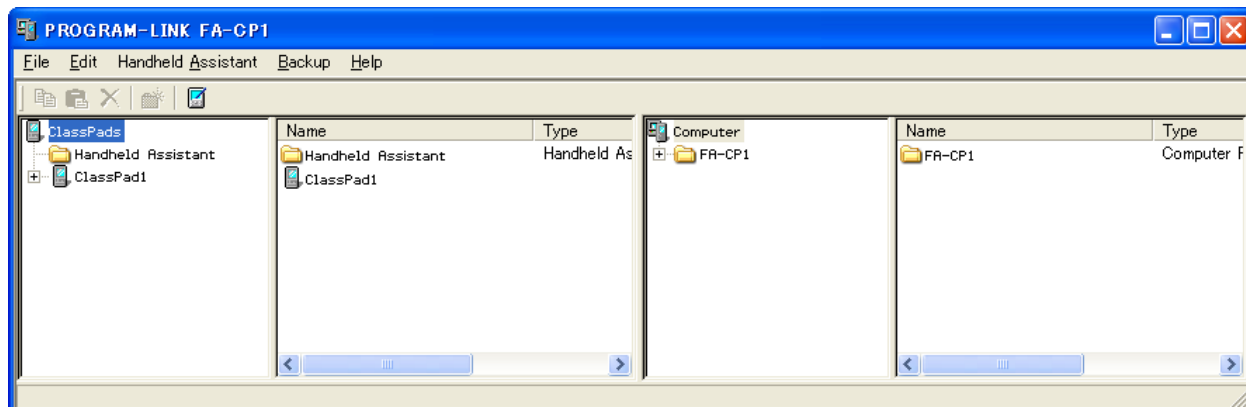 PROGRAM-LINK FA-CP1
File Edit Handheld Assistant Backup Help
ClassPads
Handheld Assistant
ClassPad1
Name Type
Handheld Assistant Handheld As
ClassPad1
Computer
FA-CP1
Name Type
FA-CP1 Computer F